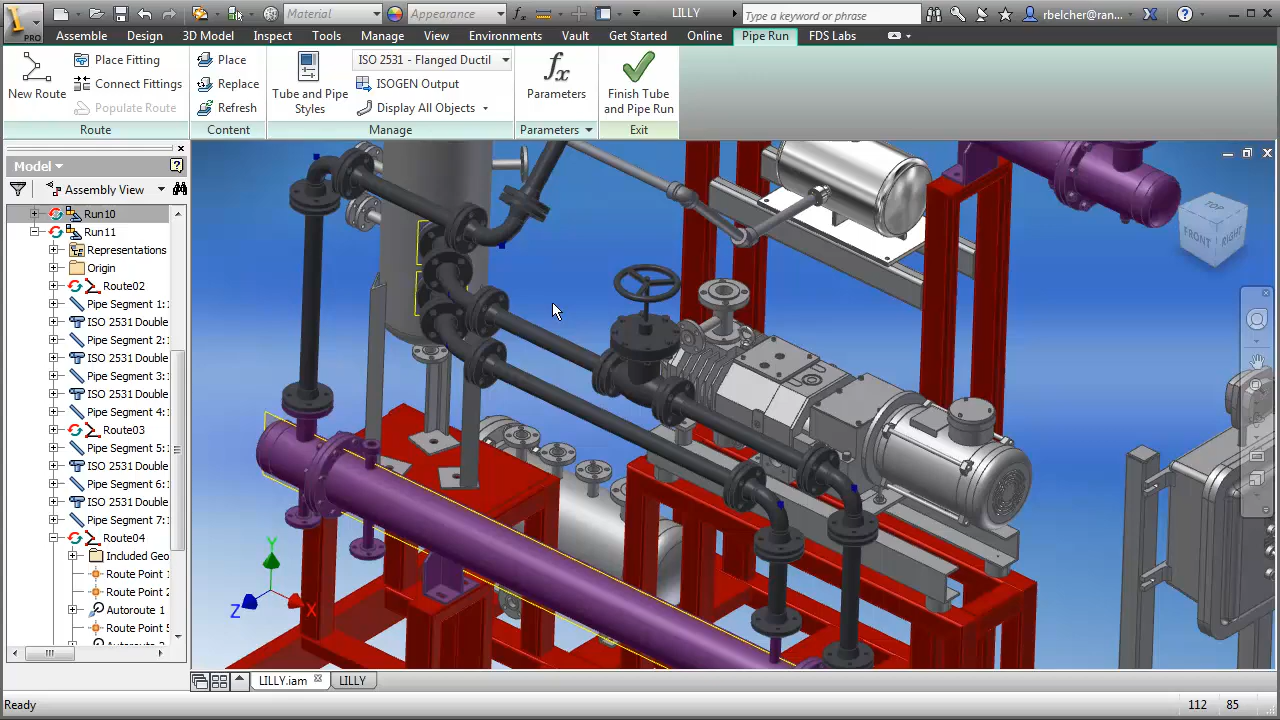 Material
Appearance
LILLY
Type a keyword or phrase
rbelcher@ran...
PRO
Assemble
Design
3D Model
Inspect
Tools
Manage
View
Environments
Vault
Get Started
Online
Pipe Run
FDS Labs
New Route
Place Fitting
Connect Fittings
Populate Route
Route
Place
Replace
Refresh
Content
Tube and Pipe
Styles
ISO 2531 - Flanged Ductil
ISOGEN Output
Display All Objects
Manage
fx
Parameters
Parameters
Finish Tube
and Pipe Run
Exit
Model
Assembly View
Run10
Run11
Representations
Origin
Route02
Pipe Segment 1:
ISO 2531 Double
Pipe Segment 2:
ISO 2531 Double
Pipe Segment 3:
ISO 2531 Double
Pipe Segment 4:
Route03
Pipe Segment 5:
ISO 2531 Double
Pipe Segment 6:
ISO 2531 Double
Pipe Segment 7:
Route04
Included Geo
Route Point
Route Point
Autoroute 1
Route Point
TOP
FRONT
RIGHT
Y
Z
X
LILLY.iam
LILLY
Ready
112
85